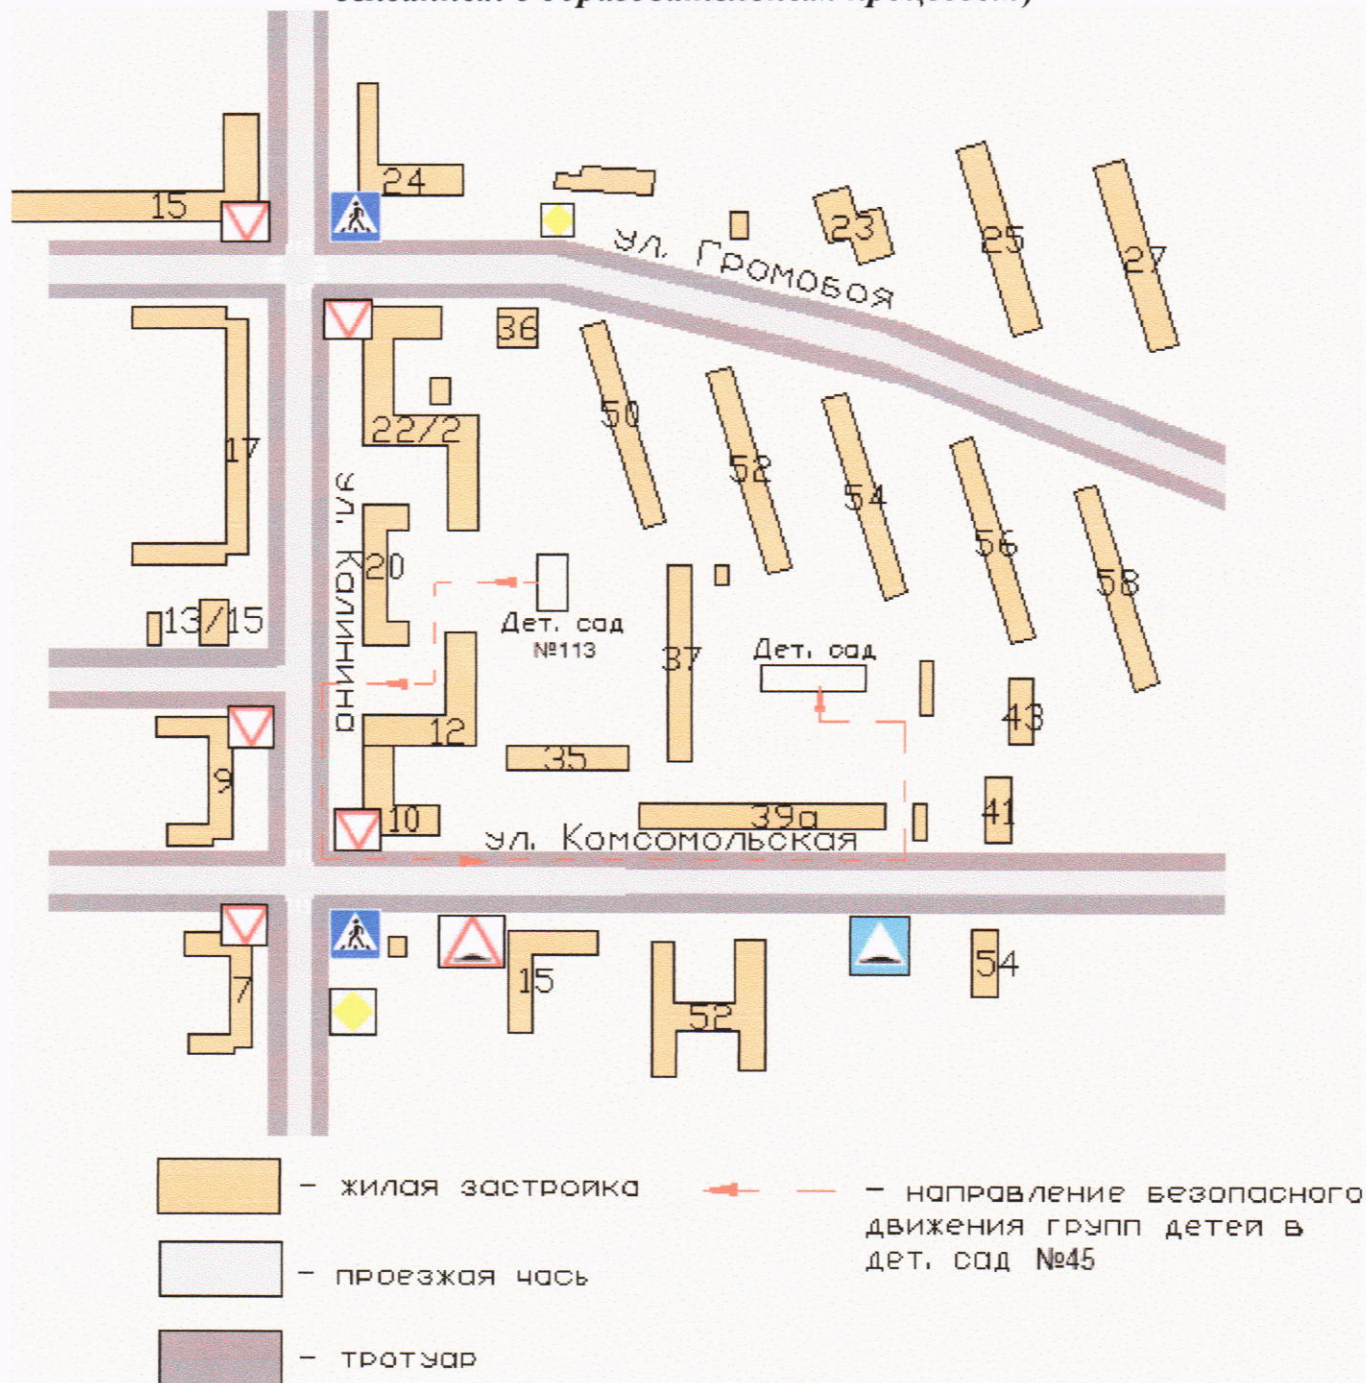 24
15
23
25
27
ул. Громобоя
36
50
22/2
52
54
17
ул. Калинина
20
56
58
13/15
Дет. сад
№113
37
Дет. сад
43
12
35
9
10
39а
41
ул. Комсомольская
7
15
52
54
- жилая застройка
- направление безопасного
движения групп детей в
дет. сад №45
- проезжая час​ь
- тротуар